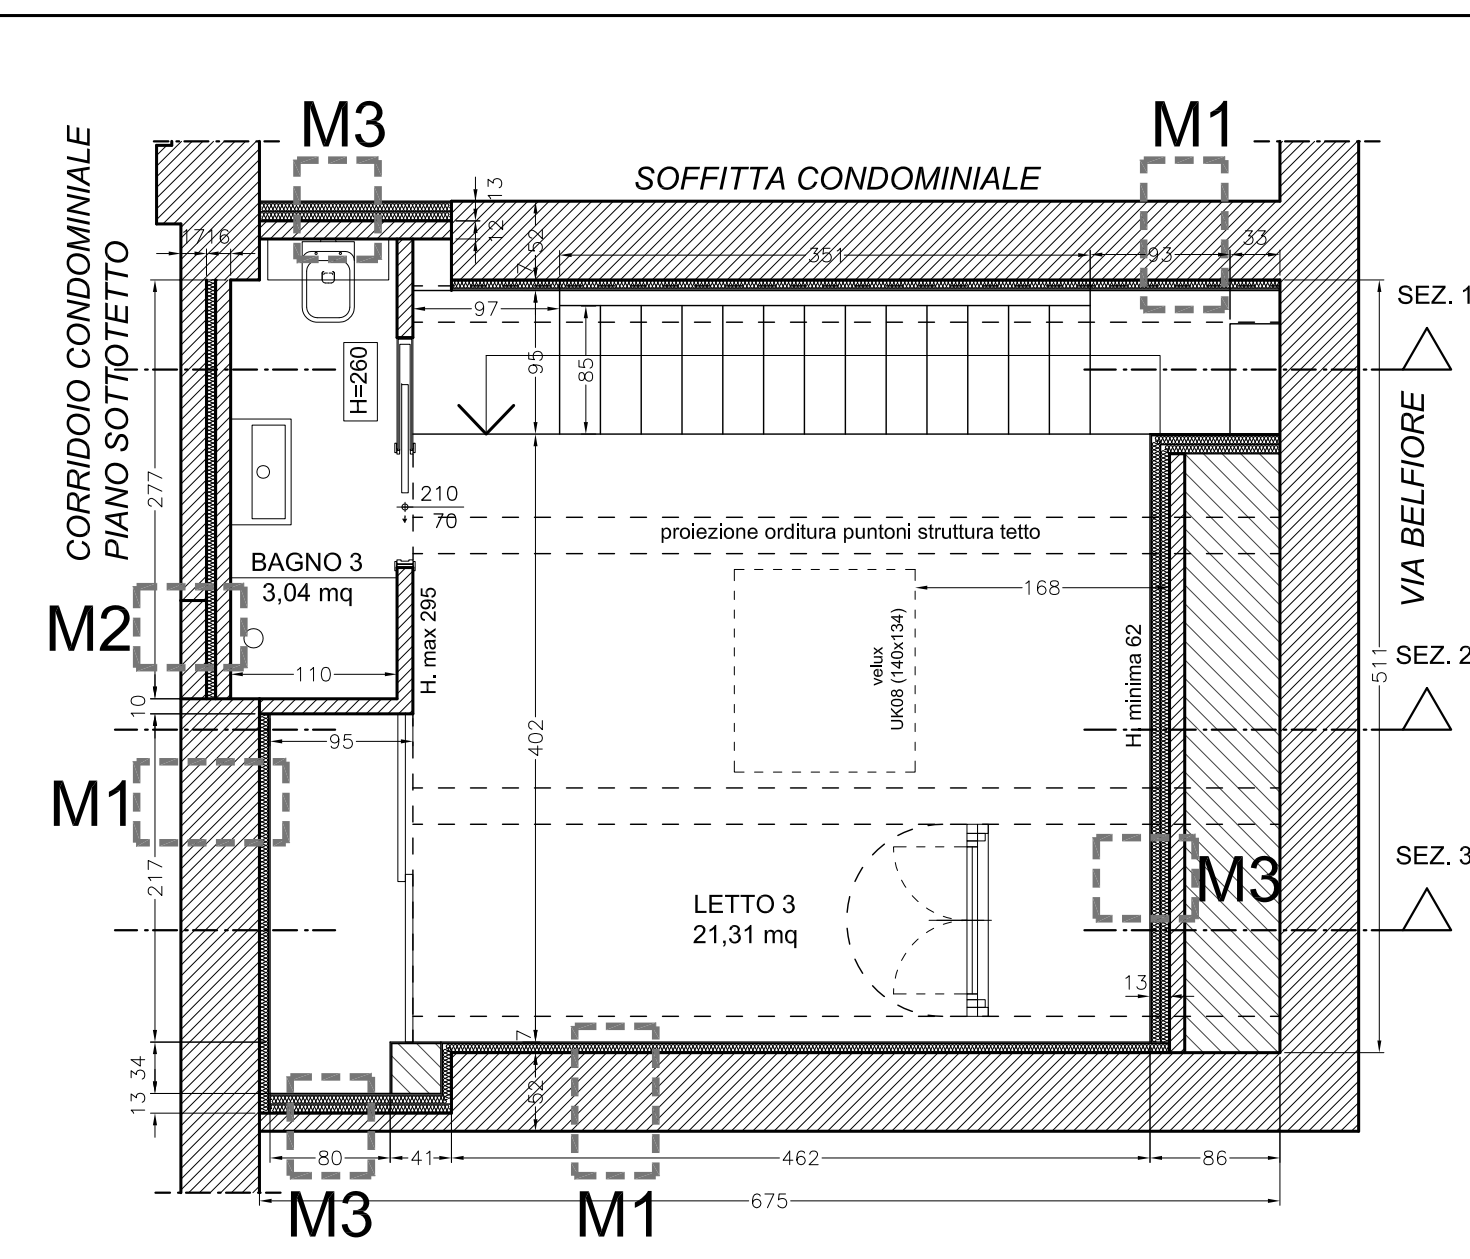 M3
M1
SOFFITTA CONDOMINIALE
CORRIDOIO CONDOMINIALE
PIANO SOTTOTETTO
13
12
17
16
7
52
351
93
33
SEZ. 1
97
95
85
H=260
277
210
70
proiezione orditura puntoni struttura tetto
VIA BELFIORE
BAGNO 3
3,04 mq
168
H. max 295
velux
UK08 (140x134)
H. minima 62
M2
110
511
SEZ. 2
10
95
402
M1
217
SEZ. 3
M3
LETTO 3
21,31 mq
13
7
34
13
52
80
41
462
86
675
M3
M1